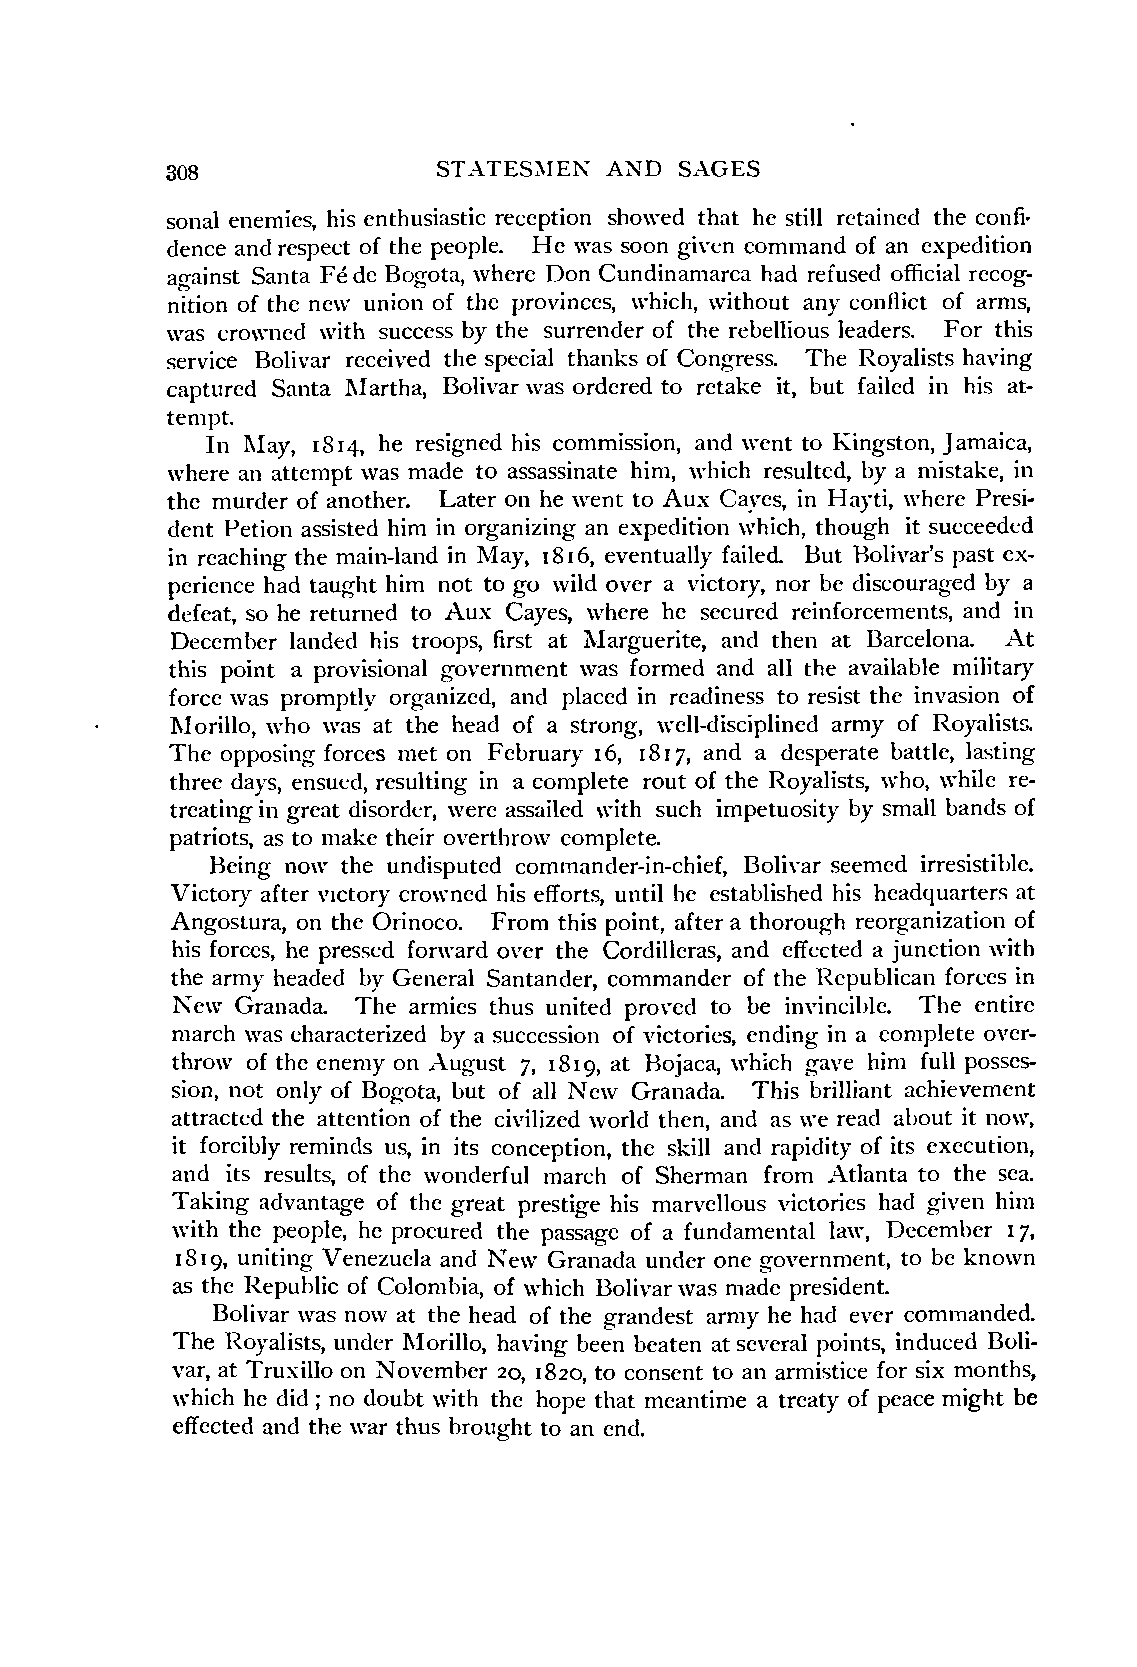 308 STATESMEN AND SAGES
sonal enemies, his enthusiastic reception showed that he still retained the confi-
dence and respect of the people. He was soon given command of an expedition
against Santa Fé de Bogota, where Don Cundinamarca had refused official recog-
nition of the new union of the provinces, which, without any conflict of arms,
was crowned with success by the surrender of the rebellious leaders. For this
service Bolivar received the special thanks of Congress. The Royalists having
captured Santa Martha, Bolivar was ordered to retake it, but failed in his at-
tempt.
In May, 1814, he resigned his commission, and went to Kingston, Jamaica,
where an attempt was made to assassinate him, which resulted, by a mistake, in
the murder of another. Later on he went to Aux Cayes, in Hayti, where Presi-
dent Petion assisted him in organizing an expedition which, though it succeeded
in reaching the main-land in May, 1816, eventually failed. But Bolivar's past ex-
perience had taught him not to go wild over a victory, nor be discouraged by a
defeat, so he returned to Aux Cayes, where he secured reinforcements, and in
December landed his troops, first at Marguerite, and then at Barcelona. At
this point a provisional government was formed and all the available military
force was promptly organized, and placed in readiness to resist the invasion of
Morillo, who was at the head of a strong, well-disciplined army of Royalists.
The opposing forces met on February 16, 1817, and a desperate battle, lasting
three days, ensued, resulting in a complete rout of the Royalists, who, while re-
treating in great disorder, were assailed with such impetuosity by small bands of
patriots, as to make their overthrow complete.
Being now the undisputed commander-in-chief, Bolivar seemed irresistible.
Victory after victory crowned his efforts, until he established his headquarters at
Angostura, on the Orinoco. From this point, after a thorough reorganization of
his forces, he pressed forward over the Cordilleras, and effected a junction with
the army headed by General Santander, commander of the Republican forces in
New Granada. The armies thus united proved to be invincible. The entire
march was characterized by a succession of victories, ending in a complete over-
throw of the enemy on August 7, 1819, at Bojaca, which gave him full posses-
sion, not only of Bogota, but of all New Granada. This brilliant achievement
attracted the attention of the civilized world then, and as we read about it now,
it forcibly reminds us, in its conception, the skill and rapidity of its execution,
and its results, of the wonderful march of Sherman from Atlanta to the sea.
Taking advantage of the great prestige his marvellous victories had given him
with the people, he procured the passage of a fundamental law, December 17,
1819, uniting Venezuela and New Granada under one government, to be known
as the Republic of Colombia, of which Bolivar was made president.
Bolivar was now at the head of the grandest army he had ever commanded.
The Royalists, under Morillo, having been beaten at several points, induced Boli-
var, at Truxillo on November 20, 1820, to consent to an armistice for six months,
which he did ; no doubt with the hope that meantime a treaty of peace might be
effected and the war thus brought to an end.